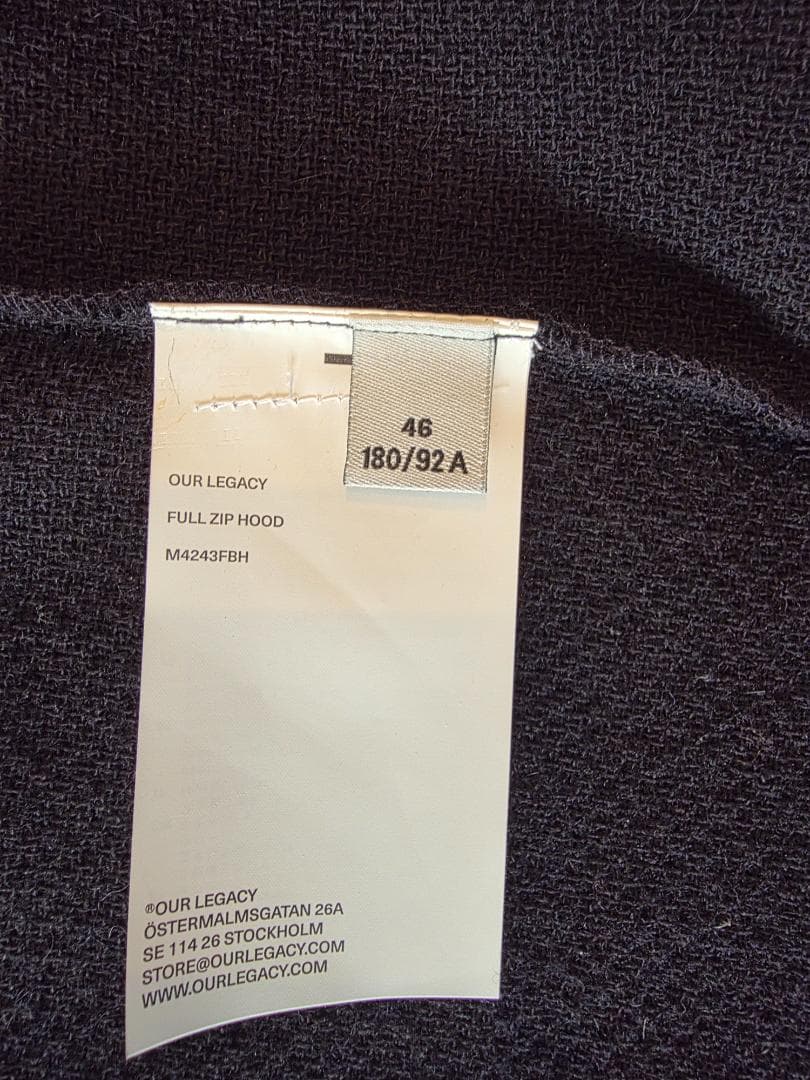 46
180/92 A
OUR LEGACY
FULL ZIP HOOD
M4243FBH
®OUR LEGACY
ÖSTERMALMSGATAN 26A
SE 114 26 STOCKHOLM
STORE@OURLEGACY.COM
WWW.OURLEGACY.COM